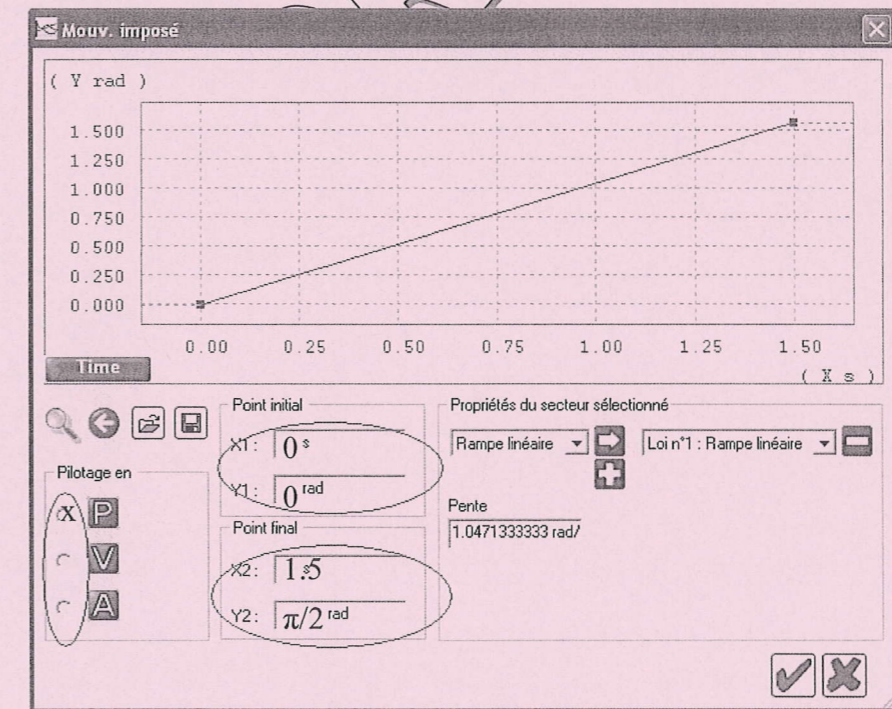 Mouv. imposé
( Y rad )
1.500
1.250
1.000
0.750
0.500
0.250
0.000
0.00 0.25 0.50 0.75 1.00 1.25 1.50
Time
( X s )
Point initial
X1: 0 s
Y1: 0 rad
Propriétés du secteur sélectionné
Rampe linéaire
Loi n°1 : Rampe linéaire
Pilotage en
X P
V
A
Point final
X2: 1.5 s
Y2: π/2 rad
Pente
1.0471333333 rad/